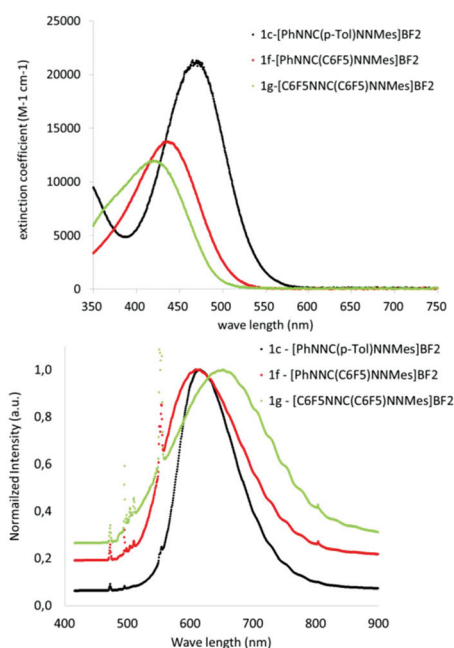 1c-[PhNNC(p-Tol)NNMes]BF2
1f-[PhNNC(C6F5)NNMes]BF2
1g-[C6F5NNC(C6F5)NNMes]BF2
extinction coefficient (M-1 cm-1)
25000
20000
15000
10000
5000
0
350 400 450 500 550 600 650 700 750
wave length (nm)
1c - [PhNNC(p-Tol)NNMes]BF2
1f - [PhNNC(C6F5)NNMes]BF2
1g - [C6F5NNC(C6F5)NNMes]BF2
Normailzed Intensity (a.u.)
1,0
0,8
0,6
0,4
0,2
0,0
400 500 600 700 800 900
Wave length (nm)